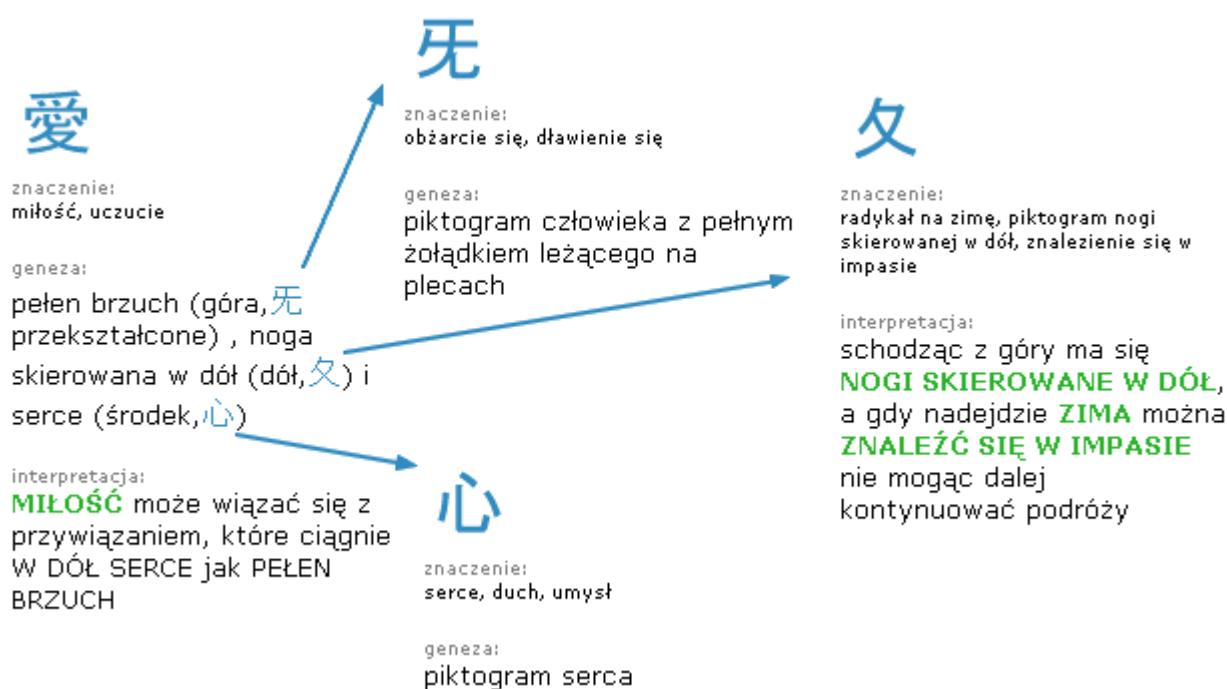 愛
znaczenie:
miłość, uczucie
geneza:
pełen brzuch (góra,旡
przekształcone) , noga
skierowana w dół (dół,夂) i
serce (środek,心)
interpretacja:
MIŁOŚĆ może wiązać się z
przywiązaniem, które ciągnie
W DÓŁ SERCE jak PEŁEN
BRZUCH
旡
znaczenie:
obżarcie się, dławienie się
geneza:
piktogram człowieka z pełnym
żołądkiem leżącego na
plecach
心
znaczenie:
serce, duch, umysł
geneza:
piktogram serca
夂
znaczenie:
radykał na zimę, piktogram nogi
skierowanej w dół, znalezienie się w
impasie
interpretacja:
schodząc z góry ma się
NOGI SKIEROWANE W DÓŁ,
a gdy nadejdzie ZIMA można
ZNALEŹĆ SIĘ W IMPASIE
nie mogąc dalej
kontynuować podróży